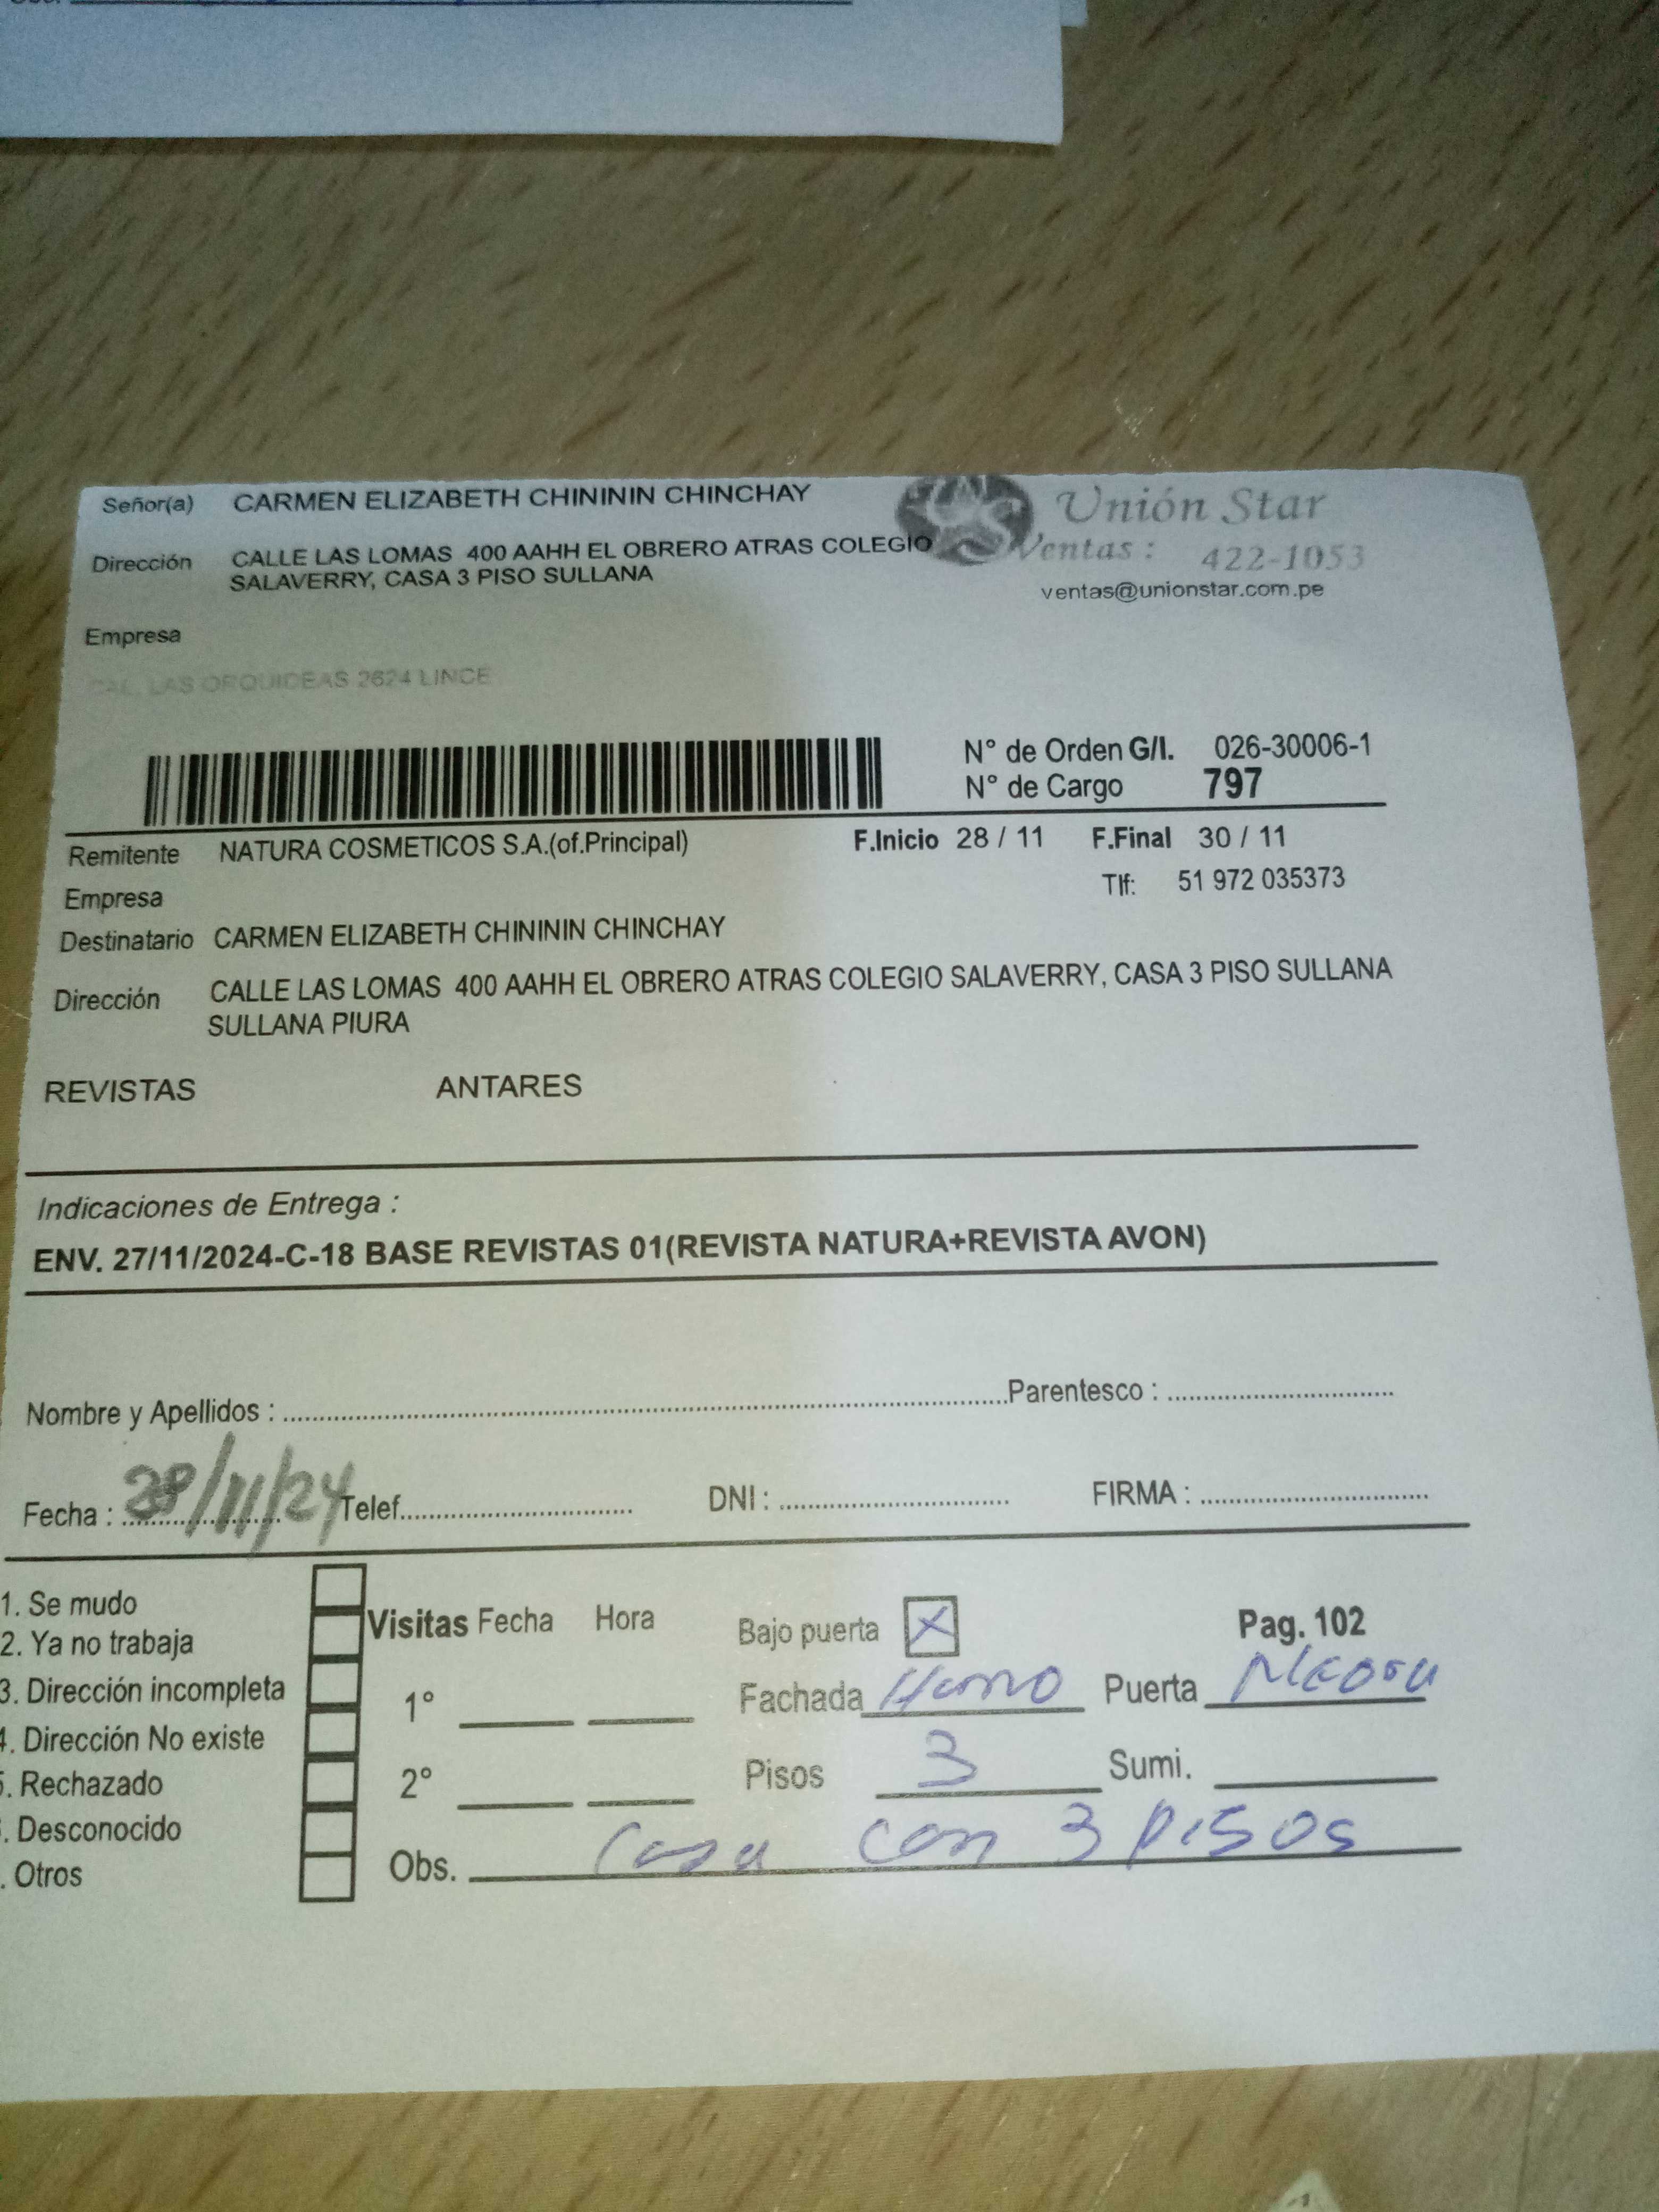 Señor(a) CARMEN ELIZABETH CHINININ CHINCHAY
Unión Star
Dirección CALLE LAS LOMAS 400 AAHH EL OBRERO ATRAS COLEGIO
SALAVERRY, CASA 3 PISO SULLANA
Ventas : 422-1053
ventas@unionstar.com.pe
Empresa
CAL. LAS ORQUIDEAS 2624 LINCE
N° de Orden G/I. 026-30006-1
N° de Cargo 797
Remitente NATURA COSMETICOS S.A.(of.Principal) F.Inicio 28 / 11 F.Final 30 / 11
Empresa Tlf: 51 972 035373
Destinatario CARMEN ELIZABETH CHINININ CHINCHAY
Dirección CALLE LAS LOMAS 400 AAHH EL OBRERO ATRAS COLEGIO SALAVERRY, CASA 3 PISO SULLANA
SULLANA PIURA
REVISTAS ANTARES
Indicaciones de Entrega :
ENV. 27/11/2024-C-18 BASE REVISTAS 01(REVISTA NATURA+REVISTA AVON)
Nombre y Apellidos : Parentesco :
Fecha : 28/11/24 Telef. DNI : FIRMA :
1. Se mudo
2. Ya no trabaja
3. Dirección incompleta
. Dirección No existe
. Rechazado
. Desconocido
. Otros
Visitas Fecha Hora
1°
2°
Bajo puerta X Pag. 102
Fachada Puerta
Pisos 3 Sumi.
Obs. Casa con 3 pisos